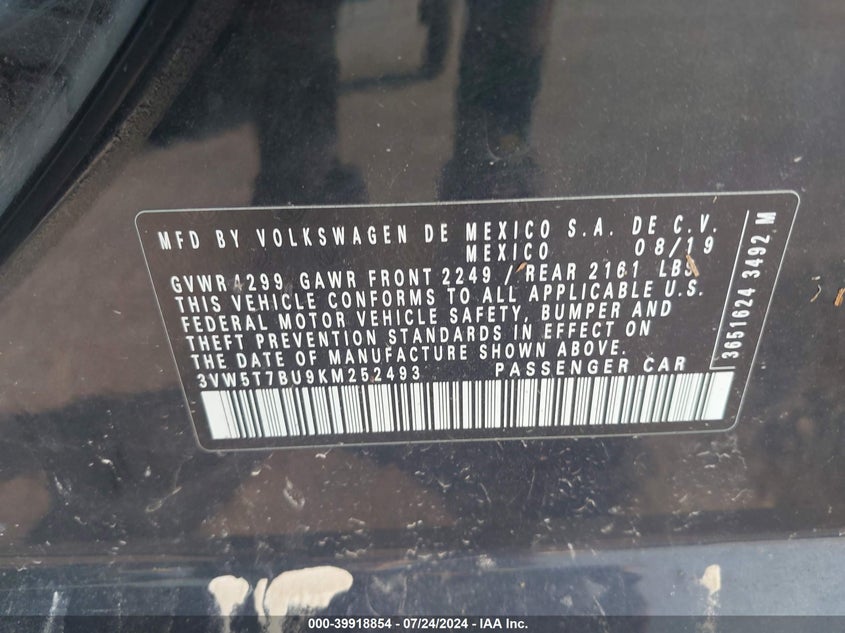 MFD BY VOLKSWAGEN DE MEXICO S.A. DE C.V.
MEXICO 08/19
GVWR 4299 GAWR FRONT 2249 / REAR 2161 LBS
THIS VEHICLE CONFORMS TO ALL APPLICABLE U.S.
FEDERAL MOTOR VEHICLE SAFETY, BUMPER AND
THEFT PREVENTION STANDARDS IN EFFECT ON
THE DATE OF MANUFACTURE SHOWN ABOVE.
3VW5T7BU9KM252493 PASSENGER CAR
3651624 3492 M
000-39918854 / 07/24/2024 / IAA Inc.